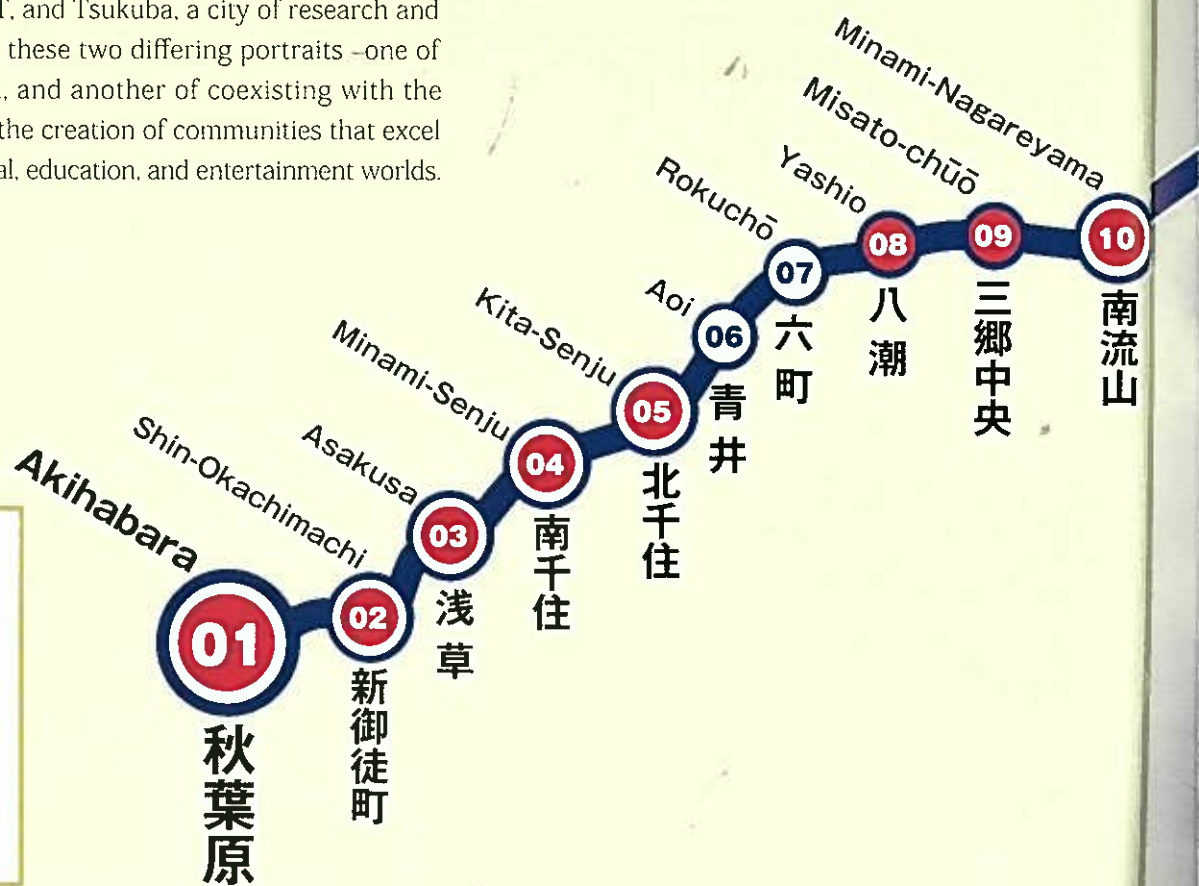 T, and Tsukuba, a city of research and
these two differing portraits –one of
, and another of coexisting with the
the creation of communities that excel
al, education, and entertainment worlds.
Akihabara
01
秋葉原
Shin-Okachimachi
02
新御徒町
Asakusa
03
浅草
Minami-Senju
04
南千住
Kita-Senju
05
北千住
Aoi
06
青井
Rokuchō
07
六町
Yashio
08
八潮
Misato-chūō
09
三郷中央
Minami-Nagareyama
10
南流山